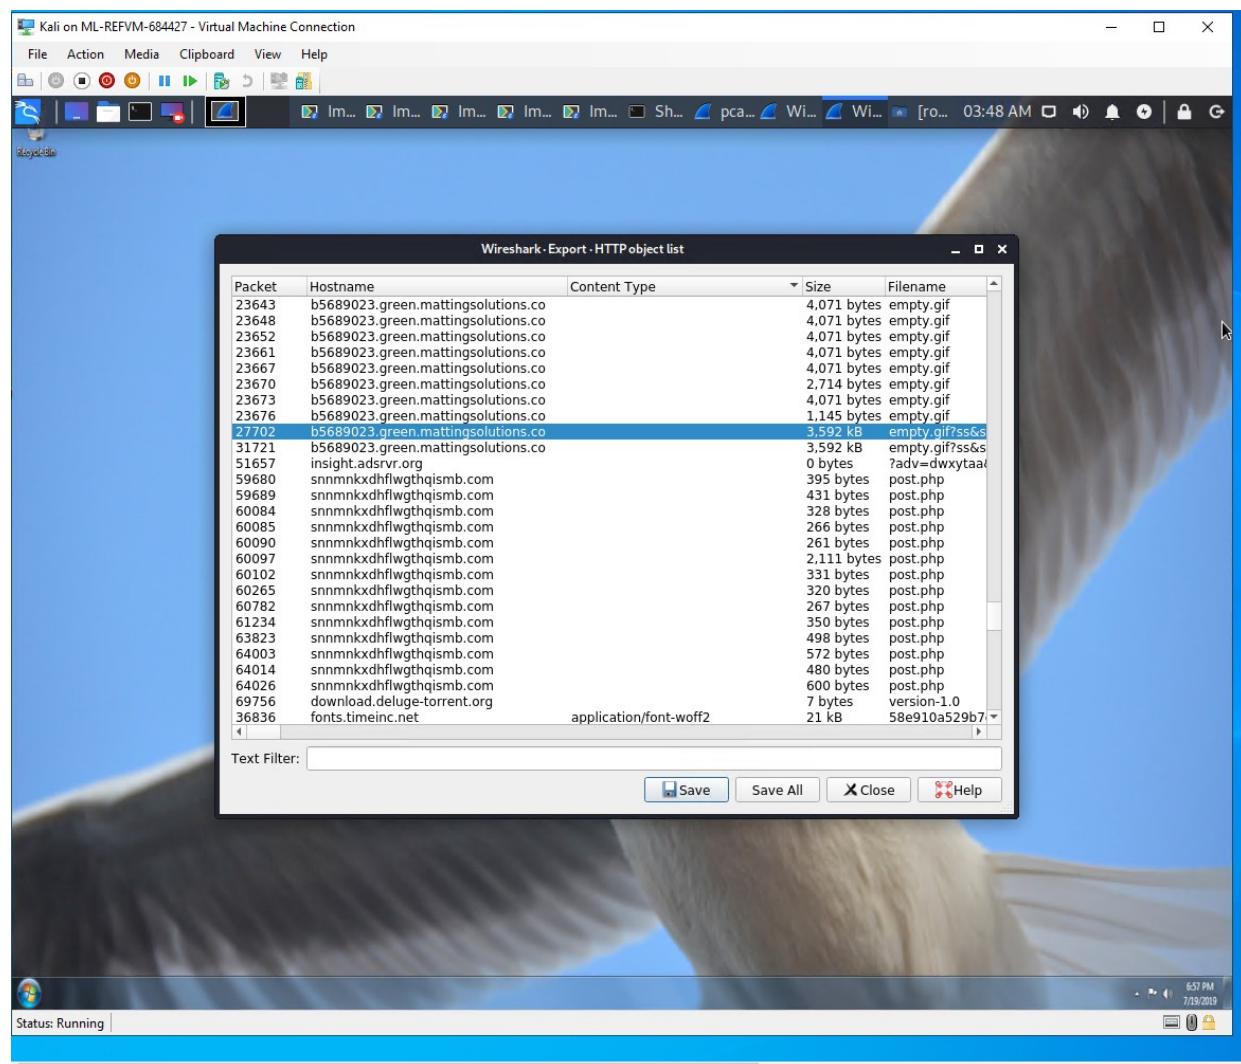 Kali on ML-REFVM-684427 - Virtual Machine Connection
File Action Media Clipboard View Help
Im... Im... Im... Im... Im... Sh... pca... Wi... Wi... [ro... 03:48 AM
Recycle Bin
Wireshark · Export · HTTP object list
Packet Hostname Content Type Size Filename
23643 b5689023.green.mattingsolutions.co 4,071 bytes empty.gif
23648 b5689023.green.mattingsolutions.co 4,071 bytes empty.gif
23652 b5689023.green.mattingsolutions.co 4,071 bytes empty.gif
23661 b5689023.green.mattingsolutions.co 4,071 bytes empty.gif
23667 b5689023.green.mattingsolutions.co 4,071 bytes empty.gif
23670 b5689023.green.mattingsolutions.co 2,714 bytes empty.gif
23673 b5689023.green.mattingsolutions.co 4,071 bytes empty.gif
23676 b5689023.green.mattingsolutions.co 1,145 bytes empty.gif
27702 b5689023.green.mattingsolutions.co 3,592 kB empty.gif?ss&s
31721 b5689023.green.mattingsolutions.co 3,592 kB empty.gif?ss&s
51657 insight.adsrvr.org 0 bytes ?adv=dwxytaa
59680 snnmnkxdhflwgthqismb.com 395 bytes post.php
59689 snnmnkxdhflwgthqismb.com 431 bytes post.php
60084 snnmnkxdhflwgthqismb.com 328 bytes post.php
60085 snnmnkxdhflwgthqismb.com 266 bytes post.php
60090 snnmnkxdhflwgthqismb.com 261 bytes post.php
60097 snnmnkxdhflwgthqismb.com 2,111 bytes post.php
60102 snnmnkxdhflwgthqismb.com 331 bytes post.php
60265 snnmnkxdhflwgthqismb.com 320 bytes post.php
60782 snnmnkxdhflwgthqismb.com 267 bytes post.php
61234 snnmnkxdhflwgthqismb.com 350 bytes post.php
63823 snnmnkxdhflwgthqismb.com 498 bytes post.php
64003 snnmnkxdhflwgthqismb.com 572 bytes post.php
64014 snnmnkxdhflwgthqismb.com 480 bytes post.php
64026 snnmnkxdhflwgthqismb.com 600 bytes post.php
69756 download.deluge-torrent.org 7 bytes version-1.0
36836 fonts.timeinc.net application/font-woff2 21 kB 58e910a529b7
Text Filter:
Save Save All Close Help
6:57 PM
7/19/2019
Status: Running